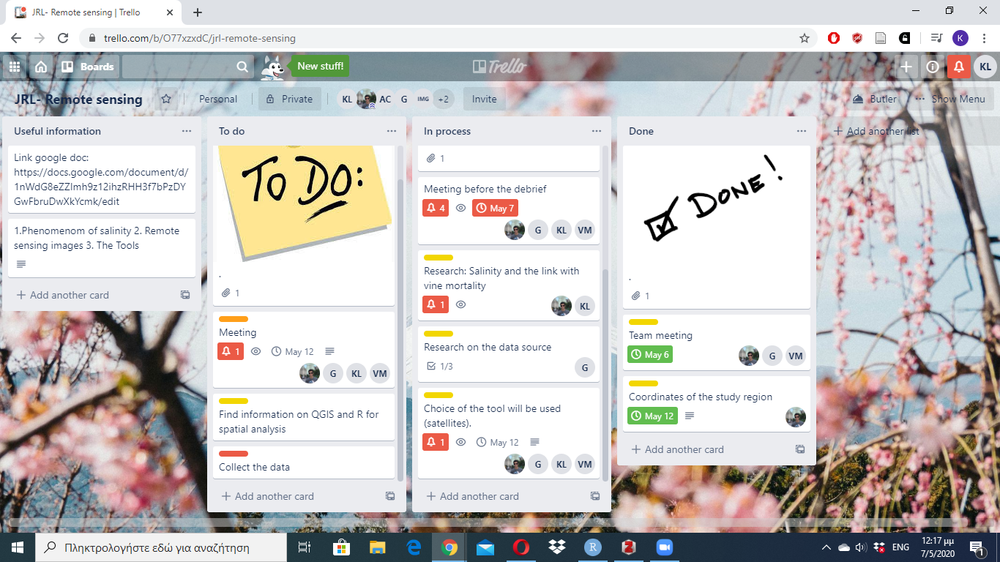 JRL- Remote sensing | Trello
trello.com/b/O77xzxdC/jrl-remote-sensing
K
Boards
New stuff!
Trello
KL
JRL- Remote sensing
Personal
Private
KL
AC
G
IMG
+2
Invite
Butler
Show Menu
Useful information
Link google doc:
https://docs.google.com/document/d/
1nWdG8eZZImh9z12ihzRHH3f7bPzDY
GwFbruDwXkYcmk/edit
1.Phenomenom of salinity 2. Remote
sensing images 3. The Tools
Add another card
To do
TO DO:
.
1
Meeting
1
May 12
G
KL
VM
Find information on QGIS and R for
spatial analysis
Collect the data
Add another card
In process
1
Meeting before the debrief
4
May 7
G
KL
VM
Research: Salinity and the link with
vine mortality
1
KL
Research on the data source
1/3
G
Choice of the tool will be used
(satellites).
1
May 12
G
KL
VM
Add another card
Done
DONE!
.
1
Team meeting
May 6
G
VM
Coordinates of the study region
May 12
Add another card
Add another list
Πληκτρολογήστε εδώ για αναζήτηση
R
Z
ENG
12:17 μμ
7/5/2020
1